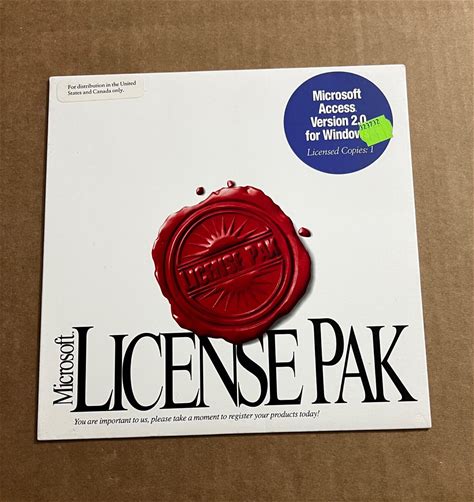 For distribution in the United
States and Canada only.
Microsoft
Access
Version 2.0
for Window
Licensed Copies: 1
LICENSE PAK
Microsoft.
LICENSE PAK
You are important to us, please take a moment to register your products today!